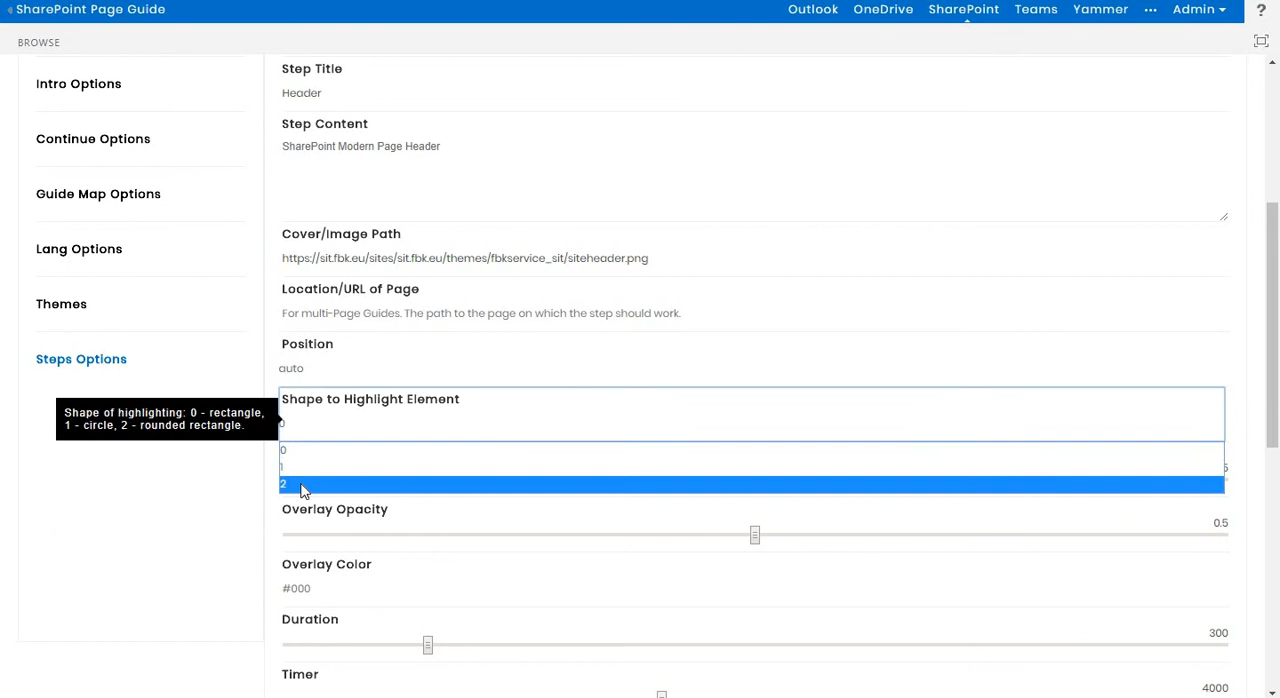 SharePoint Page Guide
Outlook OneDrive SharePoint Teams Yammer ... Admin ?
BROWSE
Intro Options
Continue Options
Guide Map Options
Lang Options
Themes
Steps Options
Step Title
Header
Step Content
SharePoint Modern Page Header
Cover/Image Path
https://sit.fbk.eu/sites/sit.fbk.eu/themes/fbkservice_sit/siteheader.png
Location/URL of Page
For multi-Page Guides. The path to the page on which the step should work.
Position
auto
Shape to Highlight Element
0
Shape of highlighting: 0 - rectangle,
1 - circle, 2 - rounded rectangle.
0
1
2
Overlay Opacity
0.5
Overlay Color
#000
Duration
300
Timer
4000